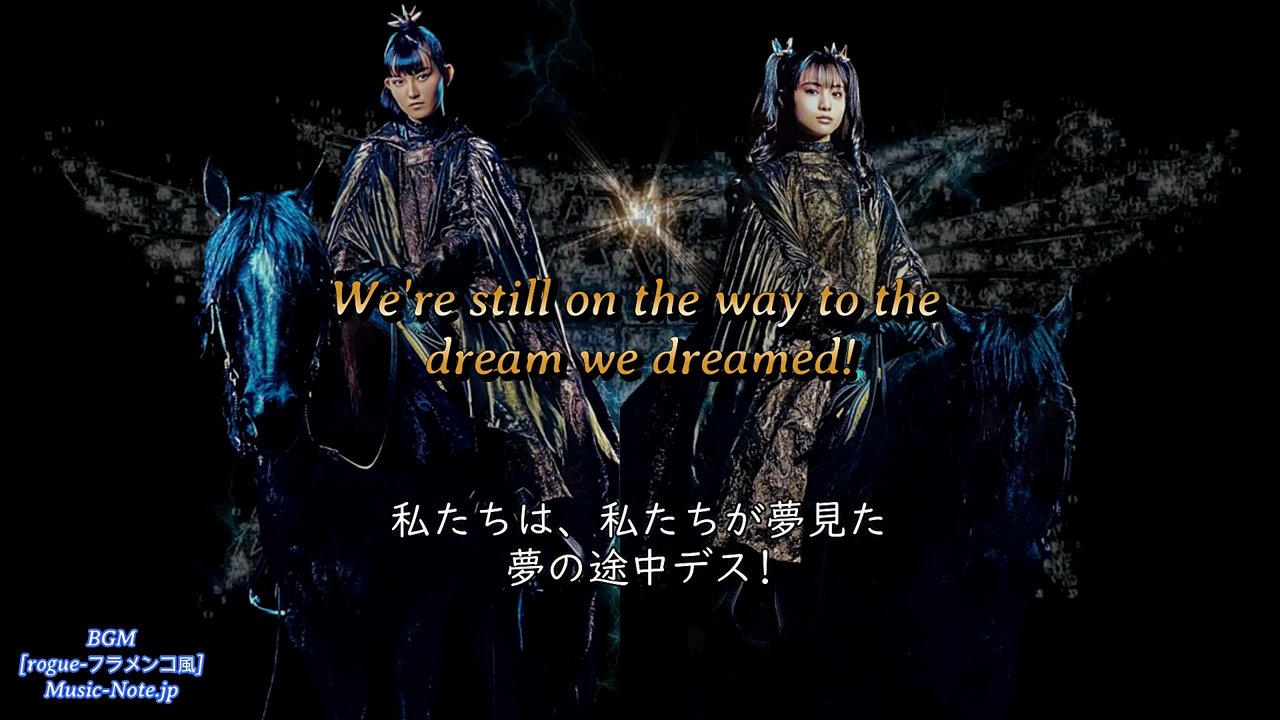 We're still on the way to the
dream we dreamed!
私たちは、私たちが夢見た
夢の途中デス！
BGM
[rogue-フラメンコ風]
Music-Note.jp